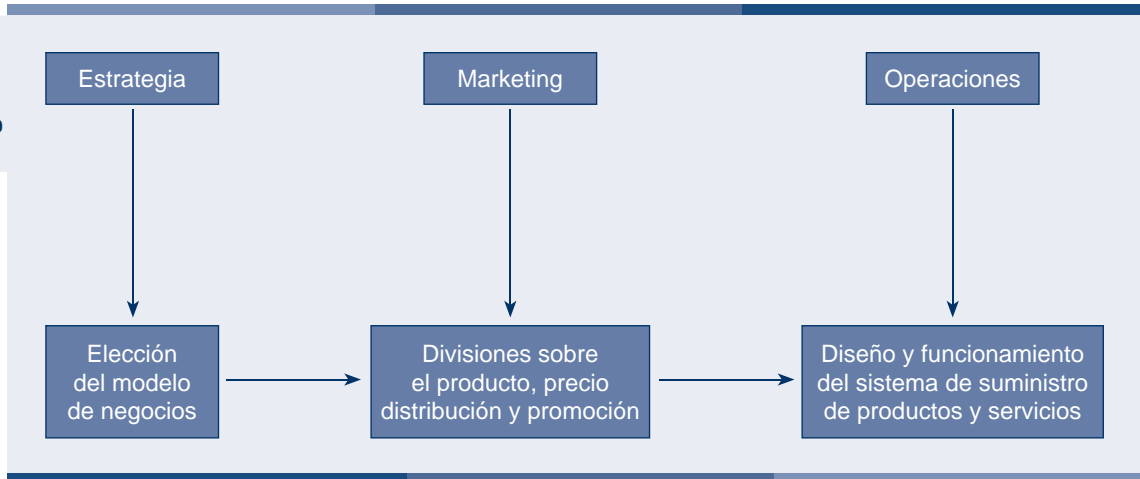 Estrategia
Marketing
Operaciones
Elección
del modelo
de negocios
Divisiones sobre
el producto, precio
distribución y promoción
Diseño y funcionamiento
del sistema de suministro
de productos y servicios